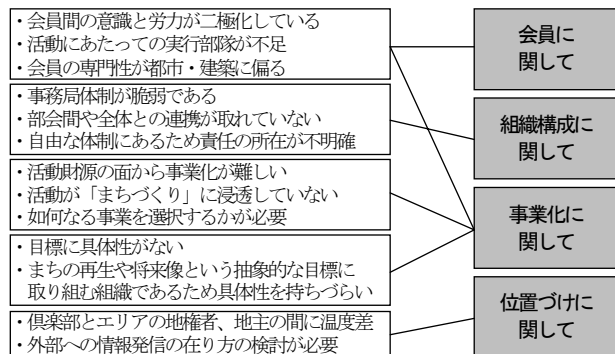 ・会員間の意識と労力が二極化している
・活動にあたっての実行部隊が不足
・会員の専門性が都市・建築に偏る
・事務局体制が脆弱である
・部会間や全体との連携が取れていない
・自由な体制にあるため責任の所在が不明確
・活動財源の面から事業化が難しい
・活動が「まちづくり」に浸透していない
・如何なる事業を選択するかが必要
・目標に具体性がない
・まちの再生や将来像という抽象的な目標に
取り組む組織であるため具体性を持ちづらい
・倶楽部とエリアの地権者、地主の間に温度差
・外部への情報発信の在り方の検討が必要
会員に
関して
組織構成に
関して
事業化に
関して
位置づけに
関して